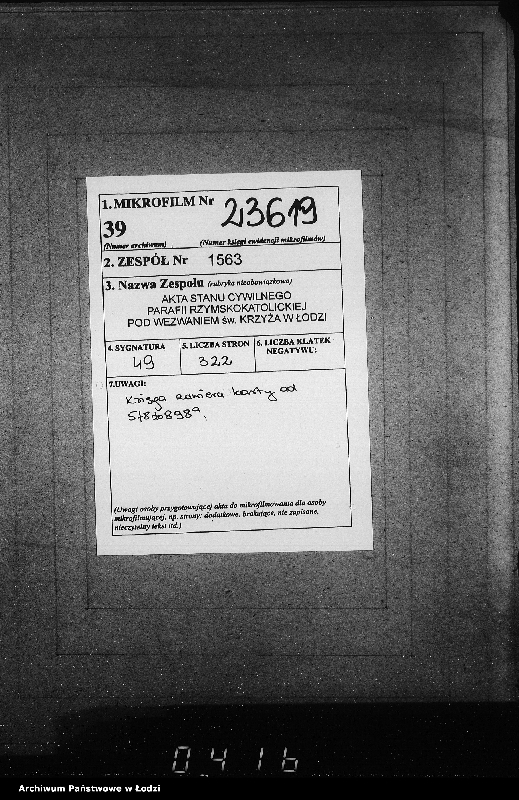 1. MIKROFILM Nr 23619
39
(Numer archiwum) (Numer księgi ewidencji mikrofilmów)
2. ZESPÓŁ Nr 1563
3. Nazwa Zespołu (rubryka nieobowiązkowa)
AKTA STANU CYWILNEGO
PARAFII RZYMSKOKATOLICKIEJ
POD WEZWANIEM św. KRZYŻA W ŁODZI
4. SYGNATURA 5. LICZBA STRON 6. LICZBA KLATEK
NEGATYWU:
49 322
7.UWAGI:
Księga zawiera karty od
(Uwagi osoby przygotowującej akta do mikrofilmowania dla osoby
mikrofilmującej, np. strony: dodatkowe, brakujące, nie zapisane,
nieczytelny tekst itd.)
0416
Archiwum Państwowe w Łodzi